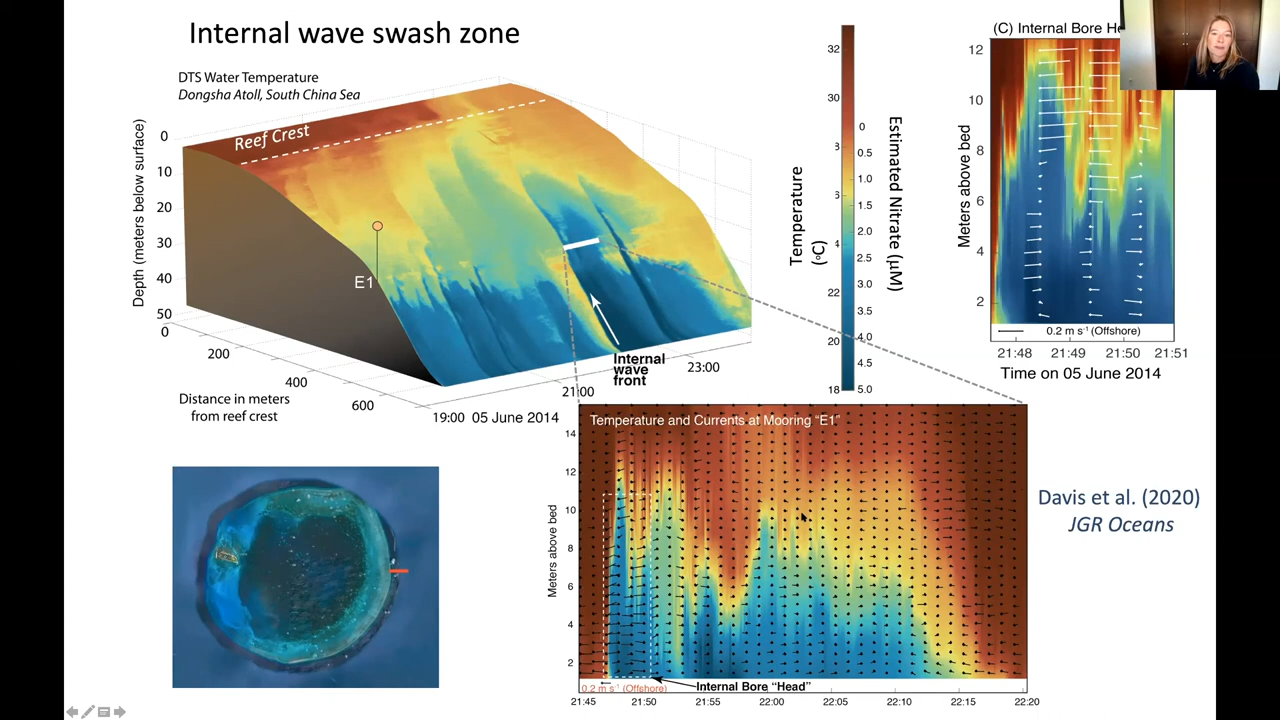 Internal wave swash zone
DTS Water Temperature
Dongsha Atoll, South China Sea
Depth (meters below surface)
0
10
20
30
40
50
Reef Crest
E1
Internal
wave
front
0
200
400
600
Distance in meters
from reef crest
19:00
05 June 2014
21:00
23:00
Temperature
(°C)
32
30
22
20
18
0
0.5
1.0
1.5
2.0
2.5
3.0
3.5
4.0
4.5
5.0
Estimated Nitrate (μM)
(C) Internal Bore He
Meters above bed
12
10
8
6
4
2
0.2 m s⁻¹ (Offshore)
21:48
21:49
21:50
21:51
Time on 05 June 2014
Temperature and Currents at Mooring “E1”
Meters above bed
14
12
10
8
6
4
2
0.2 m s⁻¹ (Offshore)
Internal Bore “Head”
21:45
21:50
21:55
22:00
22:05
22:10
22:15
22:20
Davis et al. (2020)
JGR Oceans